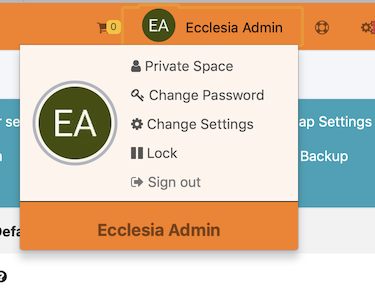 0
EA
Ecclesia Admin
EA
Private Space
Change Password
Change Settings
Lock
Sign out
Ecclesia Admin
r se
ap Settings
Backup
Defa